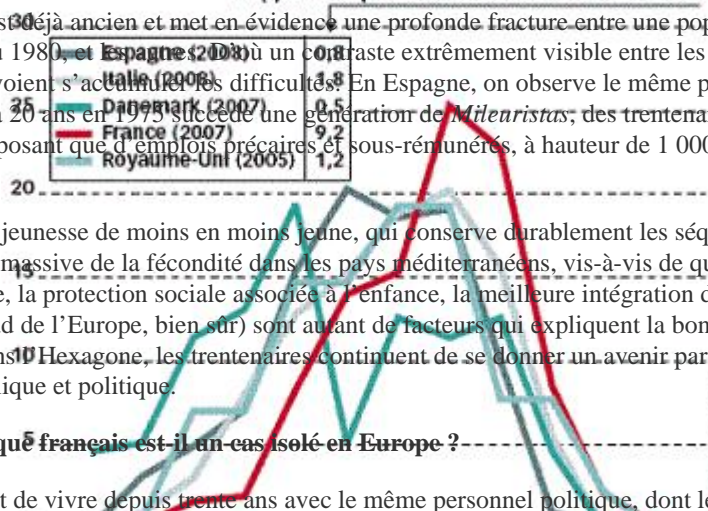 30
st déjà ancien et met en évidence une profonde fracture entre une pop
u 1980, et les autres. D'où un contraste extrêmement visible entre les
Espagne (2008) 0,8
voient s'accumuler les difficultés. En Espagne, on observe le même p
Italie (2008) 1,8
25
à 20 ans en 1975 succède une génération de Mileuristas, des trentenai
Danemark (2007) 0,5
France (2007) 9,2
posant que d'emplois précaires et sous-rémunérés, à hauteur de 1 000
Royaume-Uni (2005) 1,2
20
jeunesse de moins en moins jeune, qui conserve durablement les séq
massive de la fécondité dans les pays méditerranéens, vis-à-vis de qu
15
e, la protection sociale associée à l'enfance, la meilleure intégration d
d de l'Europe, bien sûr) sont autant de facteurs qui expliquent la bon
10
ns l'Hexagone, les trentenaires continuent de se donner un avenir par
nique et politique.
5
que français est-il un cas isolé en Europe ?
t de vivre depuis trente ans avec le même personnel politique, dont le